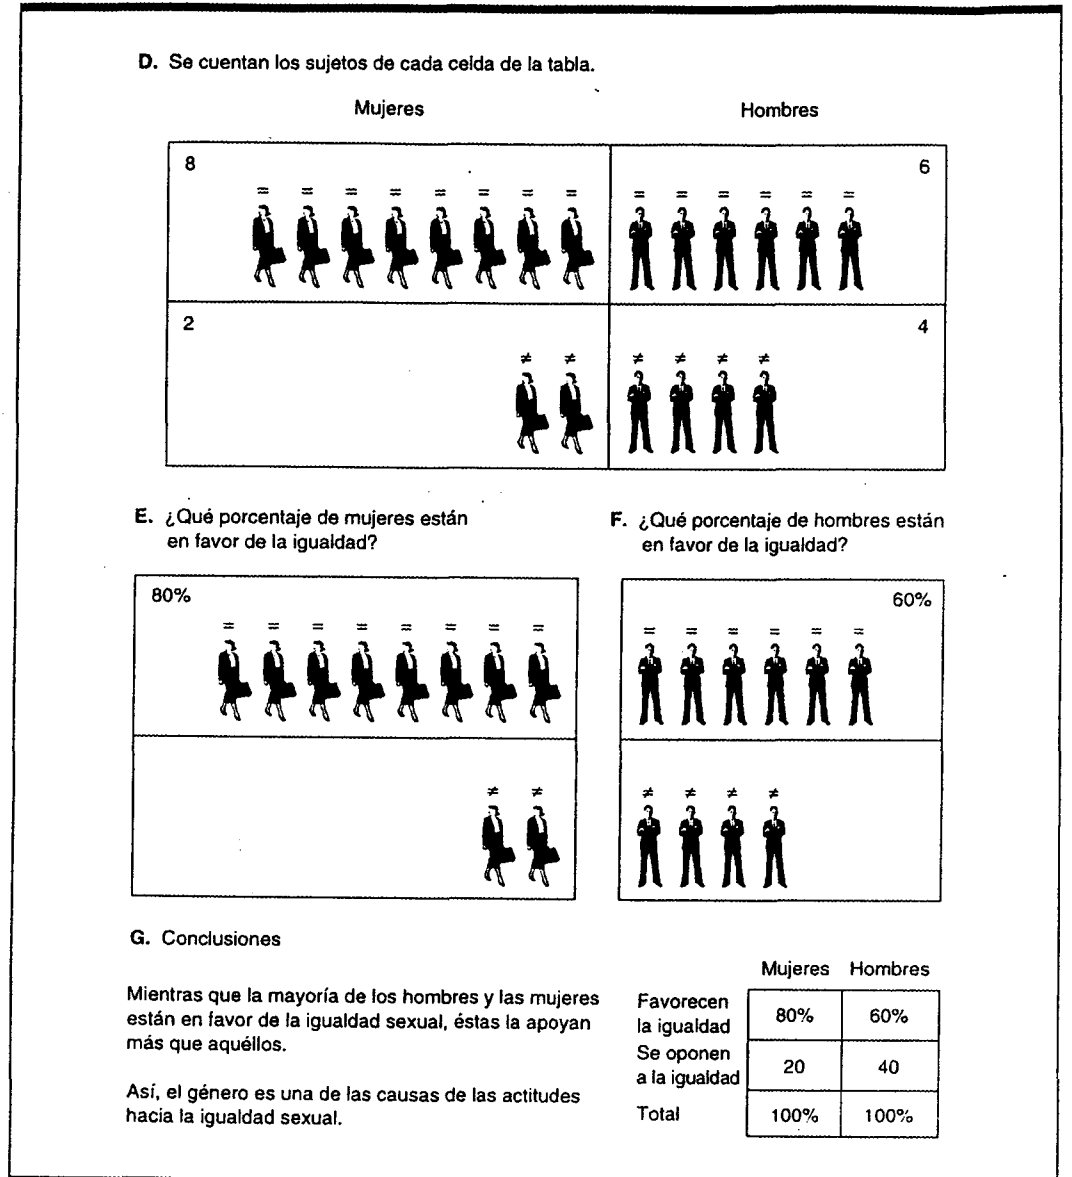 D. Se cuentan los sujetos de cada celda de la tabla.
Mujeres Hombres
8 6
= = = = = = = = = = = = = =
2 4
≠ ≠ ≠ ≠ ≠ ≠
E. ¿Qué porcentaje de mujeres están
en favor de la igualdad?
F. ¿Qué porcentaje de hombres están
en favor de la igualdad?
80%
= = = = = = = =
≠ ≠
60%
= = = = = =
≠ ≠ ≠ ≠
G. Conclusiones
Mientras que la mayoría de los hombres y las mujeres
están en favor de la igualdad sexual, éstas la apoyan
más que aquéllos.
Así, el género es una de las causas de las actitudes
hacia la igualdad sexual.
Mujeres Hombres
Favorecen
la igualdad 80% 60%
Se oponen
a la igualdad 20 40
Total 100% 100%